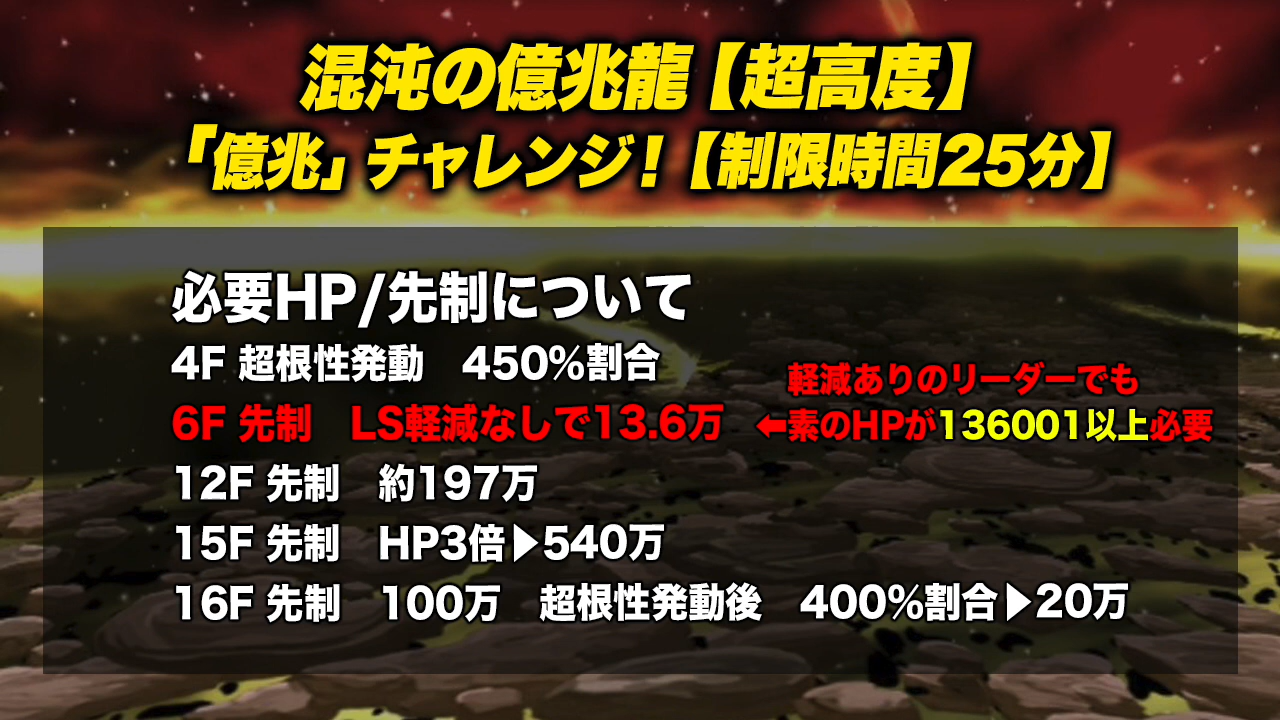 混沌の億兆龍【超高度】
「億兆」チャレンジ！【制限時間25分】
必要HP/先制について
4F 超根性発動　450%割合
軽減ありのリーダーでも
6F 先制　LS軽減なしで13.6万　⬅素のHPが136001以上必要
12F 先制　約197万
15F 先制　HP3倍▶540万
16F 先制　100万　超根性発動後　400%割合▶20万